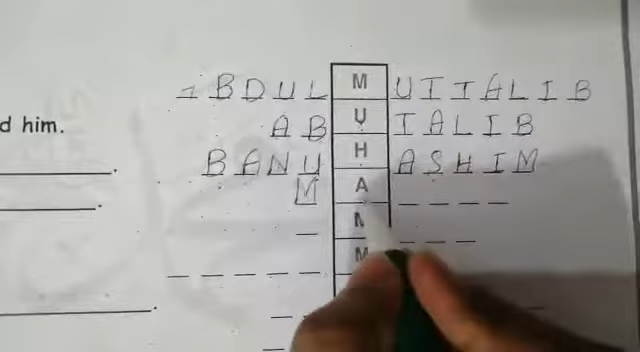 ABDUL M UTTALIB
d him. AB U TALIB
BANU H ASHIM
M A
M
M